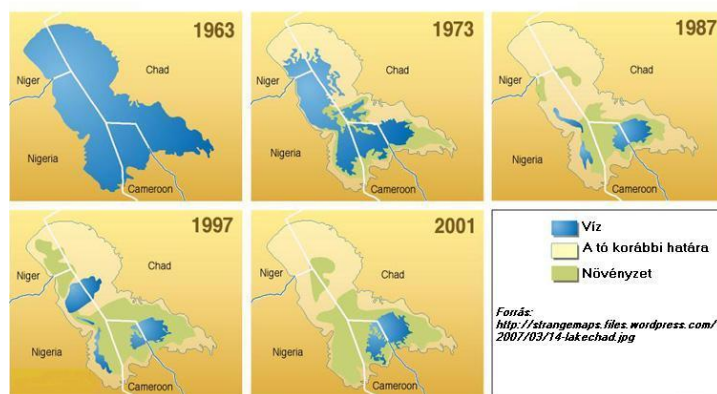 1963
Niger
Chad
Nigeria
Cameroon
1973
Niger
Chad
Nigeria
Cameroon
1987
Niger
Chad
Nigeria
Cameroon
1997
Niger
Chad
Nigeria
Cameroon
2001
Niger
Chad
Nigeria
Cameroon
Víz
A tó korábbi határa
Növényzet
Forrás:
http://strangemaps.files.wordpress.com/
2007/03/14-lakechad.jpg